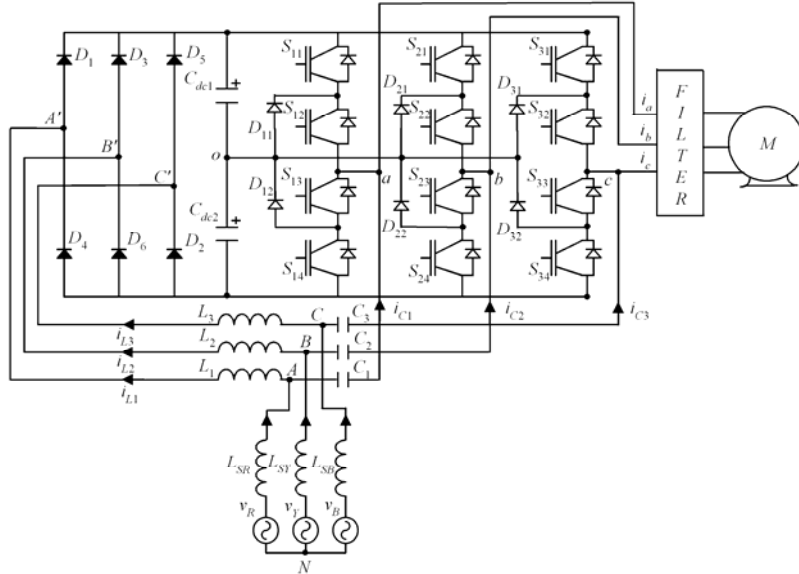 D1 D3 D5 Cdc1 + S11 S21 S31
A' B' C' o
D11 S12 D21 S22 D31 S32
D12 S13 a D22 S23 b D32 S33 c
D4 D6 D2 Cdc2 + S14 S24 S34
ia
ib
ic
F
I
L
T
E
R
M
L3 C C3 iC1 iC2 iC3
iL3
L2 B C2
iL2
L1 A C1
iL1
LSR LSY LSB
vR vY vB
N